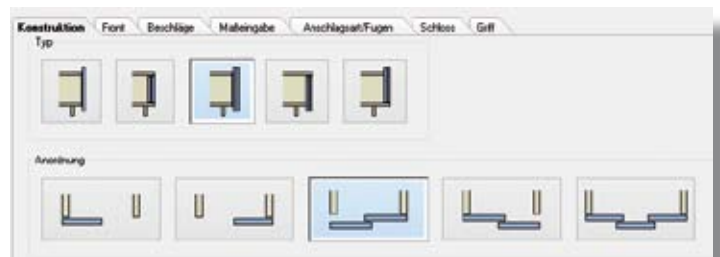 Konstruktion Front Beschläge Maßeingabe Anschlagsart/Fugen Schloss Griff
Typ
Anordnung